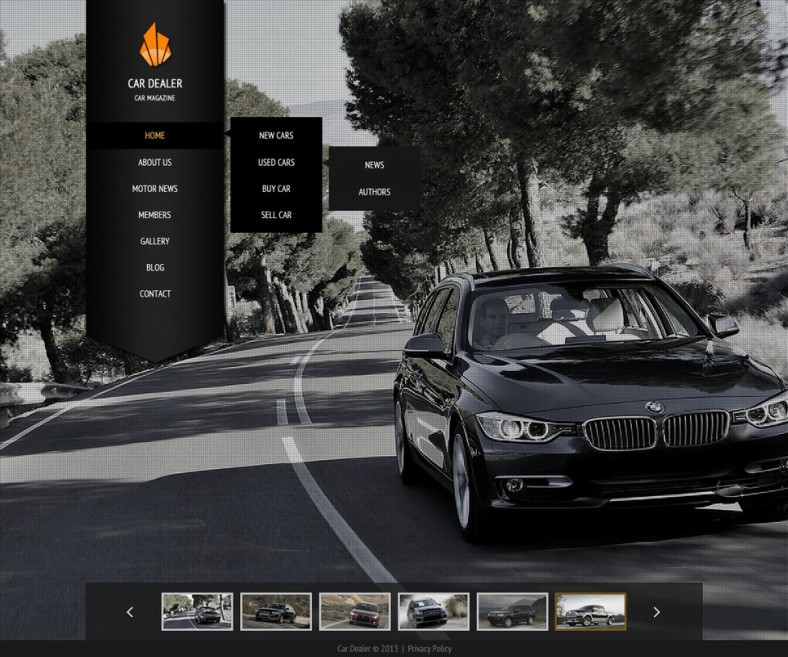 CAR DEALER
CAR MAGAZINE
HOME
ABOUT US
MOTOR NEWS
MEMBERS
GALLERY
BLOG
CONTACT
NEW CARS
USED CARS
BUY CAR
SELL CAR
NEWS
AUTHORS
Car Dealer © 2013 | Privacy Policy